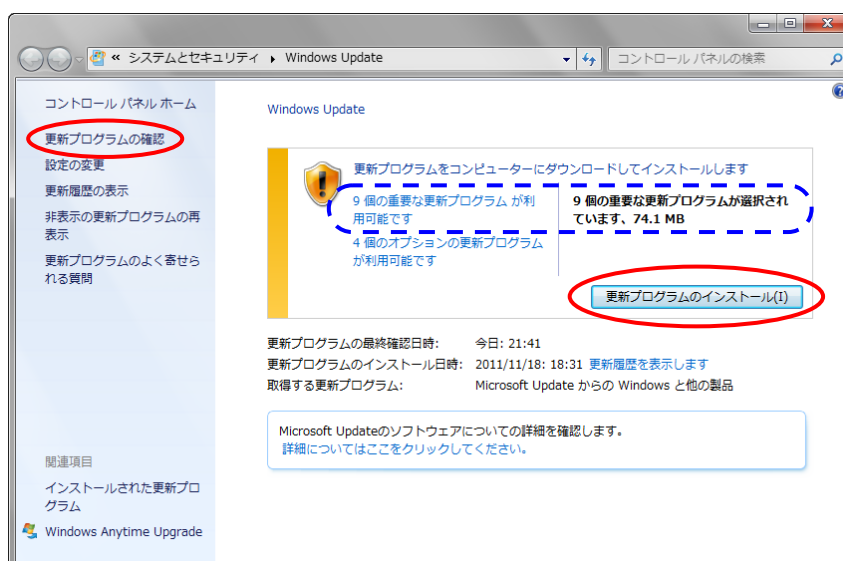 « システムとセキュリティ ▸ Windows Update
コントロール パネルの検索
コントロール パネル ホーム
更新プログラムの確認
設定の変更
更新履歴の表示
非表示の更新プログラムの再
表示
更新プログラムのよく寄せら
れる質問
関連項目
インストールされた更新プロ
グラム
Windows Anytime Upgrade
Windows Update
更新プログラムをコンピューターにダウンロードしてインストールします
9 個の重要な更新プログラム が利
用可能です
4 個のオプションの更新プログラム
が利用可能です
9 個の重要な更新プログラムが選択され
ています、74.1 MB
更新プログラムのインストール(I)
更新プログラムの最終確認日時: 今日: 21:41
更新プログラムのインストール日時: 2011/11/18: 18:31 更新履歴を表示します
取得する更新プログラム: Microsoft Update からの Windows と他の製品
Microsoft Updateのソフトウェアについての詳細を確認します。
詳細についてはここをクリックしてください。